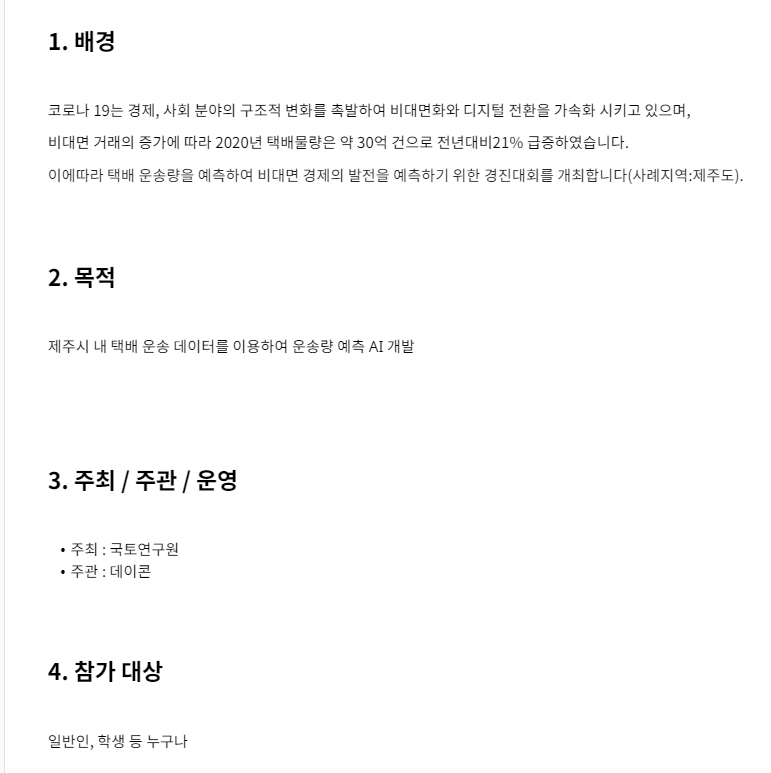 1. 배경
코로나 19는 경제, 사회 분야의 구조적 변화를 촉발하여 비대면화와 디지털 전환을 가속화 시키고 있으며,
비대면 거래의 증가에 따라 2020년 택배물량은 약 30억 건으로 전년대비21% 급증하였습니다.
이에따라 택배 운송량을 예측하여 비대면 경제의 발전을 예측하기 위한 경진대회를 개최합니다(사례지역:제주도).
2. 목적
제주시 내 택배 운송 데이터를 이용하여 운송량 예측 AI 개발
3. 주최 / 주관 / 운영
• 주최 : 국토연구원
• 주관 : 데이콘
4. 참가 대상
일반인, 학생 등 누구나